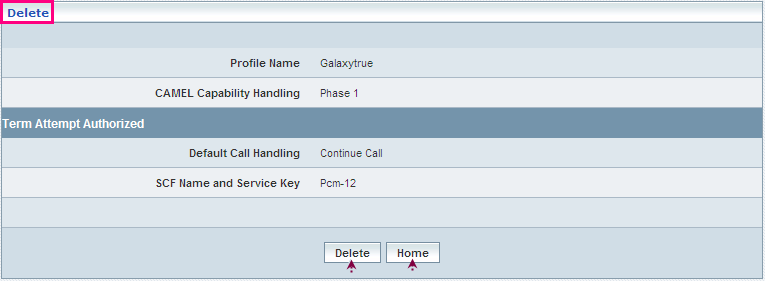 Delete
Profile Name Galaxytrue
CAMEL Capability Handling Phase 1
Term Attempt Authorized
Default Call Handling Continue Call
SCF Name and Service Key Pcm-12
Delete Home